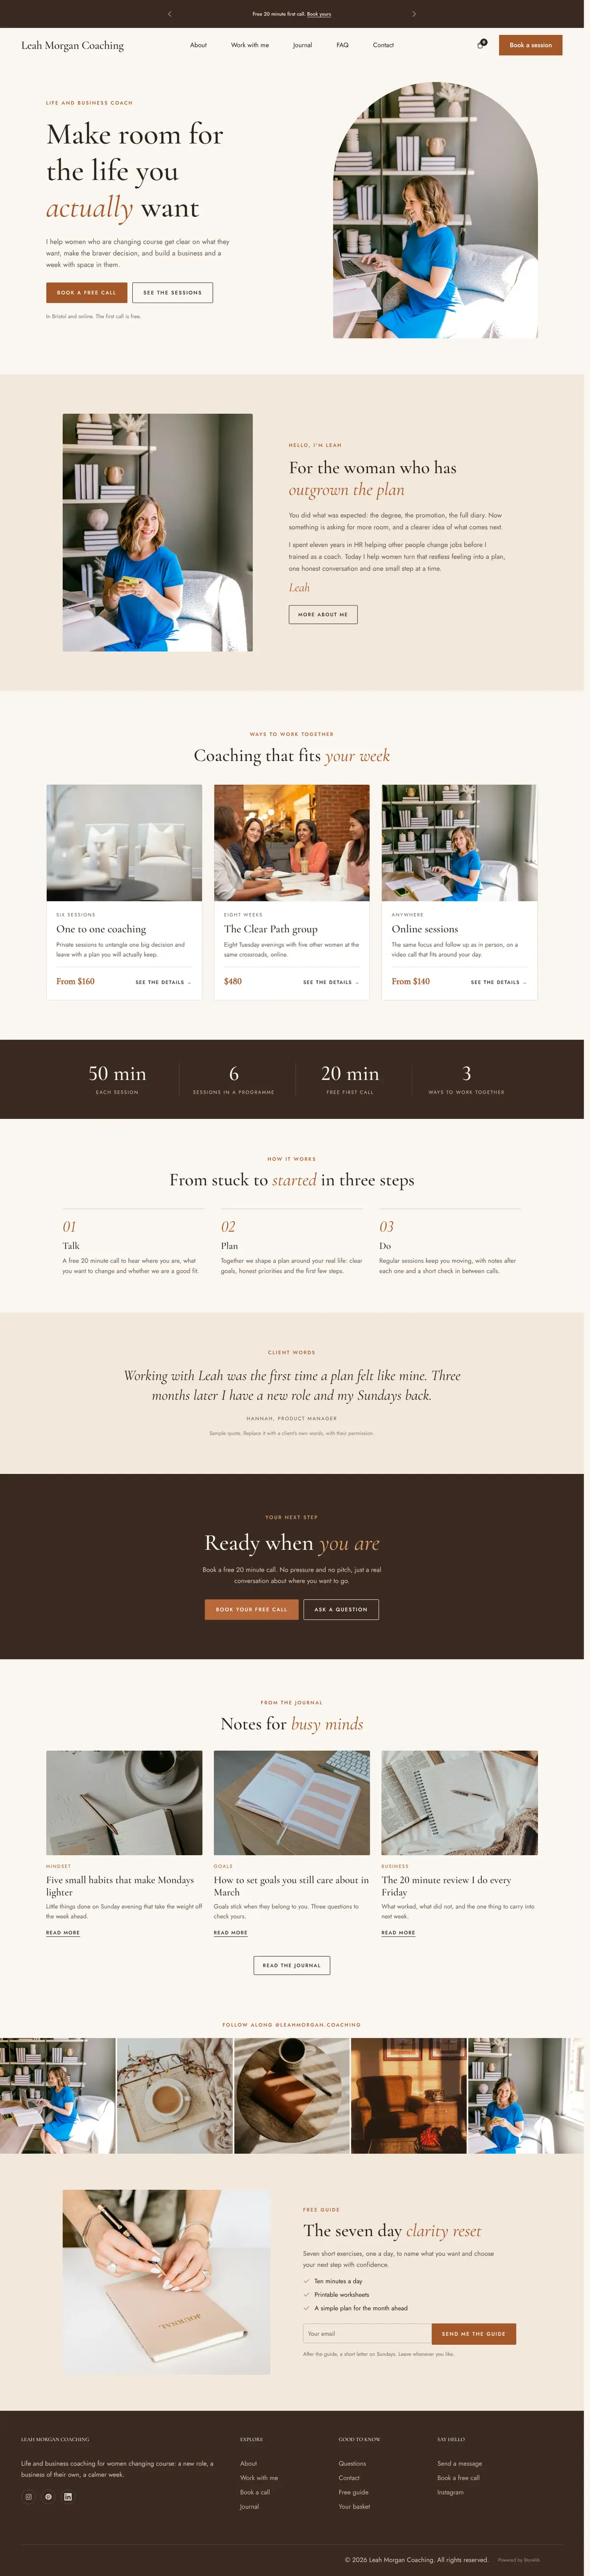 Free 20 minute first call. Book yours
Leah Morgan Coaching
About
Work with me
Journal
FAQ
Contact
0
Book a session
LIFE AND BUSINESS COACH
Make room for
the life you
actually want
I help women who are changing course get clear on what they
want, make the braver decision, and build a business and a
week with space in them.
BOOK A FREE CALL
SEE THE SESSIONS
In Bristol and online. The first call is free.
HELLO, I'M LEAH
For the woman who has
outgrown the plan
You did what was expected: the degree, the promotion, the full diary. Now
something is asking for more room, and a clearer idea of what comes next.
I spent eleven years in HR helping other people change jobs before I
trained as a coach. Today I help women turn that restless feeling into a plan,
one honest conversation and one small step at a time.
Leah
MORE ABOUT ME
WAYS TO WORK TOGETHER
Coaching that fits your week
SIX SESSIONS
One to one coaching
Private sessions to untangle one big decision and
leave with a plan you will actually keep.
From $160
SEE THE DETAILS →
EIGHT WEEKS
The Clear Path group
Eight Tuesday evenings with five other women at the
same crossroads, online.
$480
SEE THE DETAILS →
ANYWHERE
Online sessions
The same focus and follow up as in person, on a
video call that fits around your day.
From $140
SEE THE DETAILS →
50 min
EACH SESSION
6
SESSIONS IN A PROGRAMME
20 min
FREE FIRST CALL
3
WAYS TO WORK TOGETHER
HOW IT WORKS
From stuck to started in three steps
01
Talk
A free 20 minute call to hear where you are, what
you want to change and whether we are a good fit.
02
Plan
Together we shape a plan around your real life: clear
goals, honest priorities and the first few steps.
03
Do
Regular sessions keep you moving, with notes after
each one and a short check in between calls.
CLIENT WORDS
Working with Leah was the first time a plan felt like mine. Three
months later I have a new role and my Sundays back.
HANNAH, PRODUCT MANAGER
Sample quote. Replace it with a client's own words, with their permission.
YOUR NEXT STEP
Ready when you are
Book a free 20 minute call. No pressure and no pitch, just a real
conversation about where you want to go.
BOOK YOUR FREE CALL
ASK A QUESTION
FROM THE JOURNAL
Notes for busy minds
MINDSET
Five small habits that make Mondays
lighter
Little things done on Sunday evening that take the weight off
the week ahead.
READ MORE
GOALS
How to set goals you still care about in
March
Goals stick when they belong to you. Three questions to
check yours.
READ MORE
BUSINESS
The 20 minute review I do every
Friday
What worked, what did not, and the one thing to carry into
next week.
READ MORE
READ THE JOURNAL
FOLLOW ALONG @LEAHMORGAN.COACHING
JOURNAL
FREE GUIDE
The seven day clarity reset
Seven short exercises, one a day, to name what you want and choose
your next step with confidence.
Ten minutes a day
Printable worksheets
A simple plan for the month ahead
Your email
SEND ME THE GUIDE
After the guide, a short letter on Sundays. Leave whenever you like.
LEAH MORGAN COACHING
Life and business coaching for women changing course: a new role, a
business of their own, a calmer week.
EXPLORE
About
Work with me
Book a call
Journal
GOOD TO KNOW
Questions
Contact
Free guide
Your basket
SAY HELLO
Send a message
Book a free call
Instagram
© 2026 Leah Morgan Coaching. All rights reserved.
Powered by